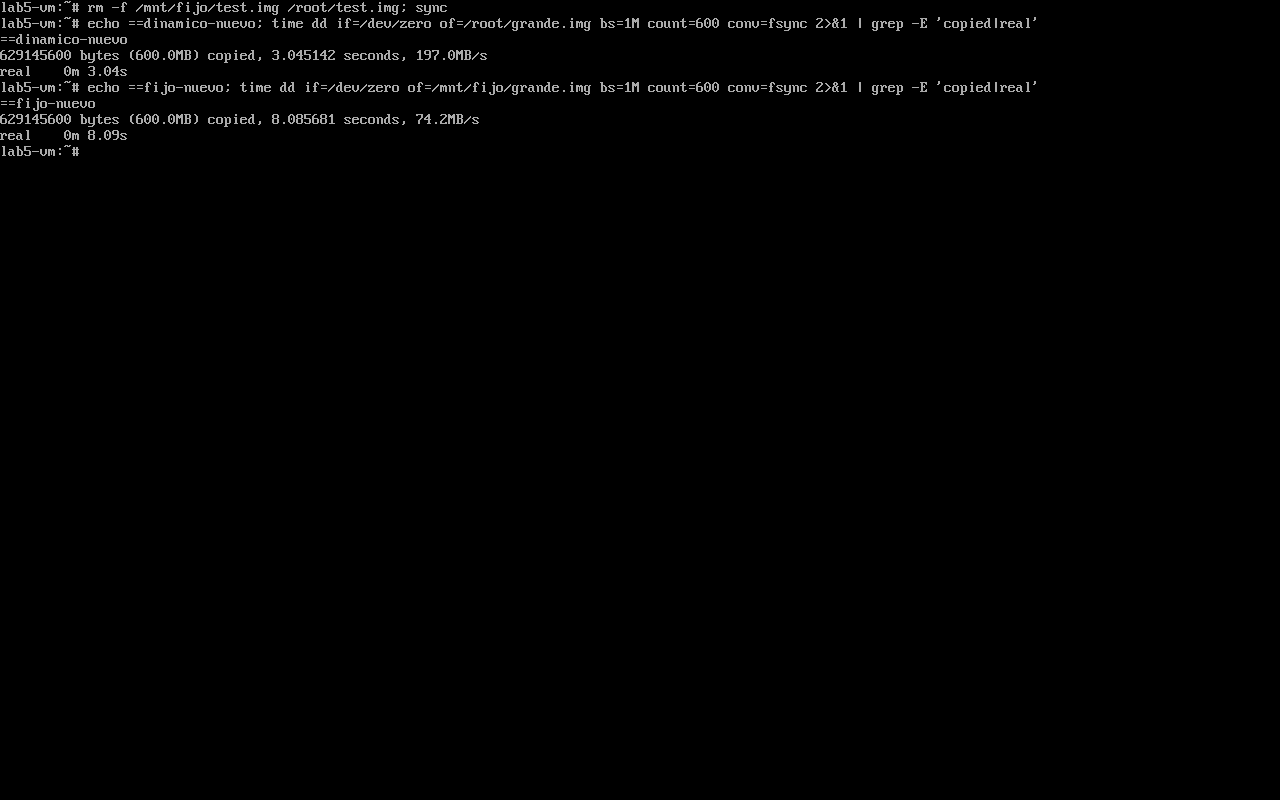 lab5-vm:~# rm -f /mnt/fijo/test.img /root/test.img; sync
lab5-vm:~# echo ==dinamico-nuevo; time dd if=/dev/zero of=/root/grande.img bs=1M count=600 conv=fsync 2>&1 | grep -E 'copied|real'
==dinamico-nuevo
629145600 bytes (600.0MB) copied, 3.045142 seconds, 197.0MB/s
real    0m 3.04s
lab5-vm:~# echo ==fijo-nuevo; time dd if=/dev/zero of=/mnt/fijo/grande.img bs=1M count=600 conv=fsync 2>&1 | grep -E 'copied|real'
==fijo-nuevo
629145600 bytes (600.0MB) copied, 8.085681 seconds, 74.2MB/s
real    0m 8.09s
lab5-vm:~#